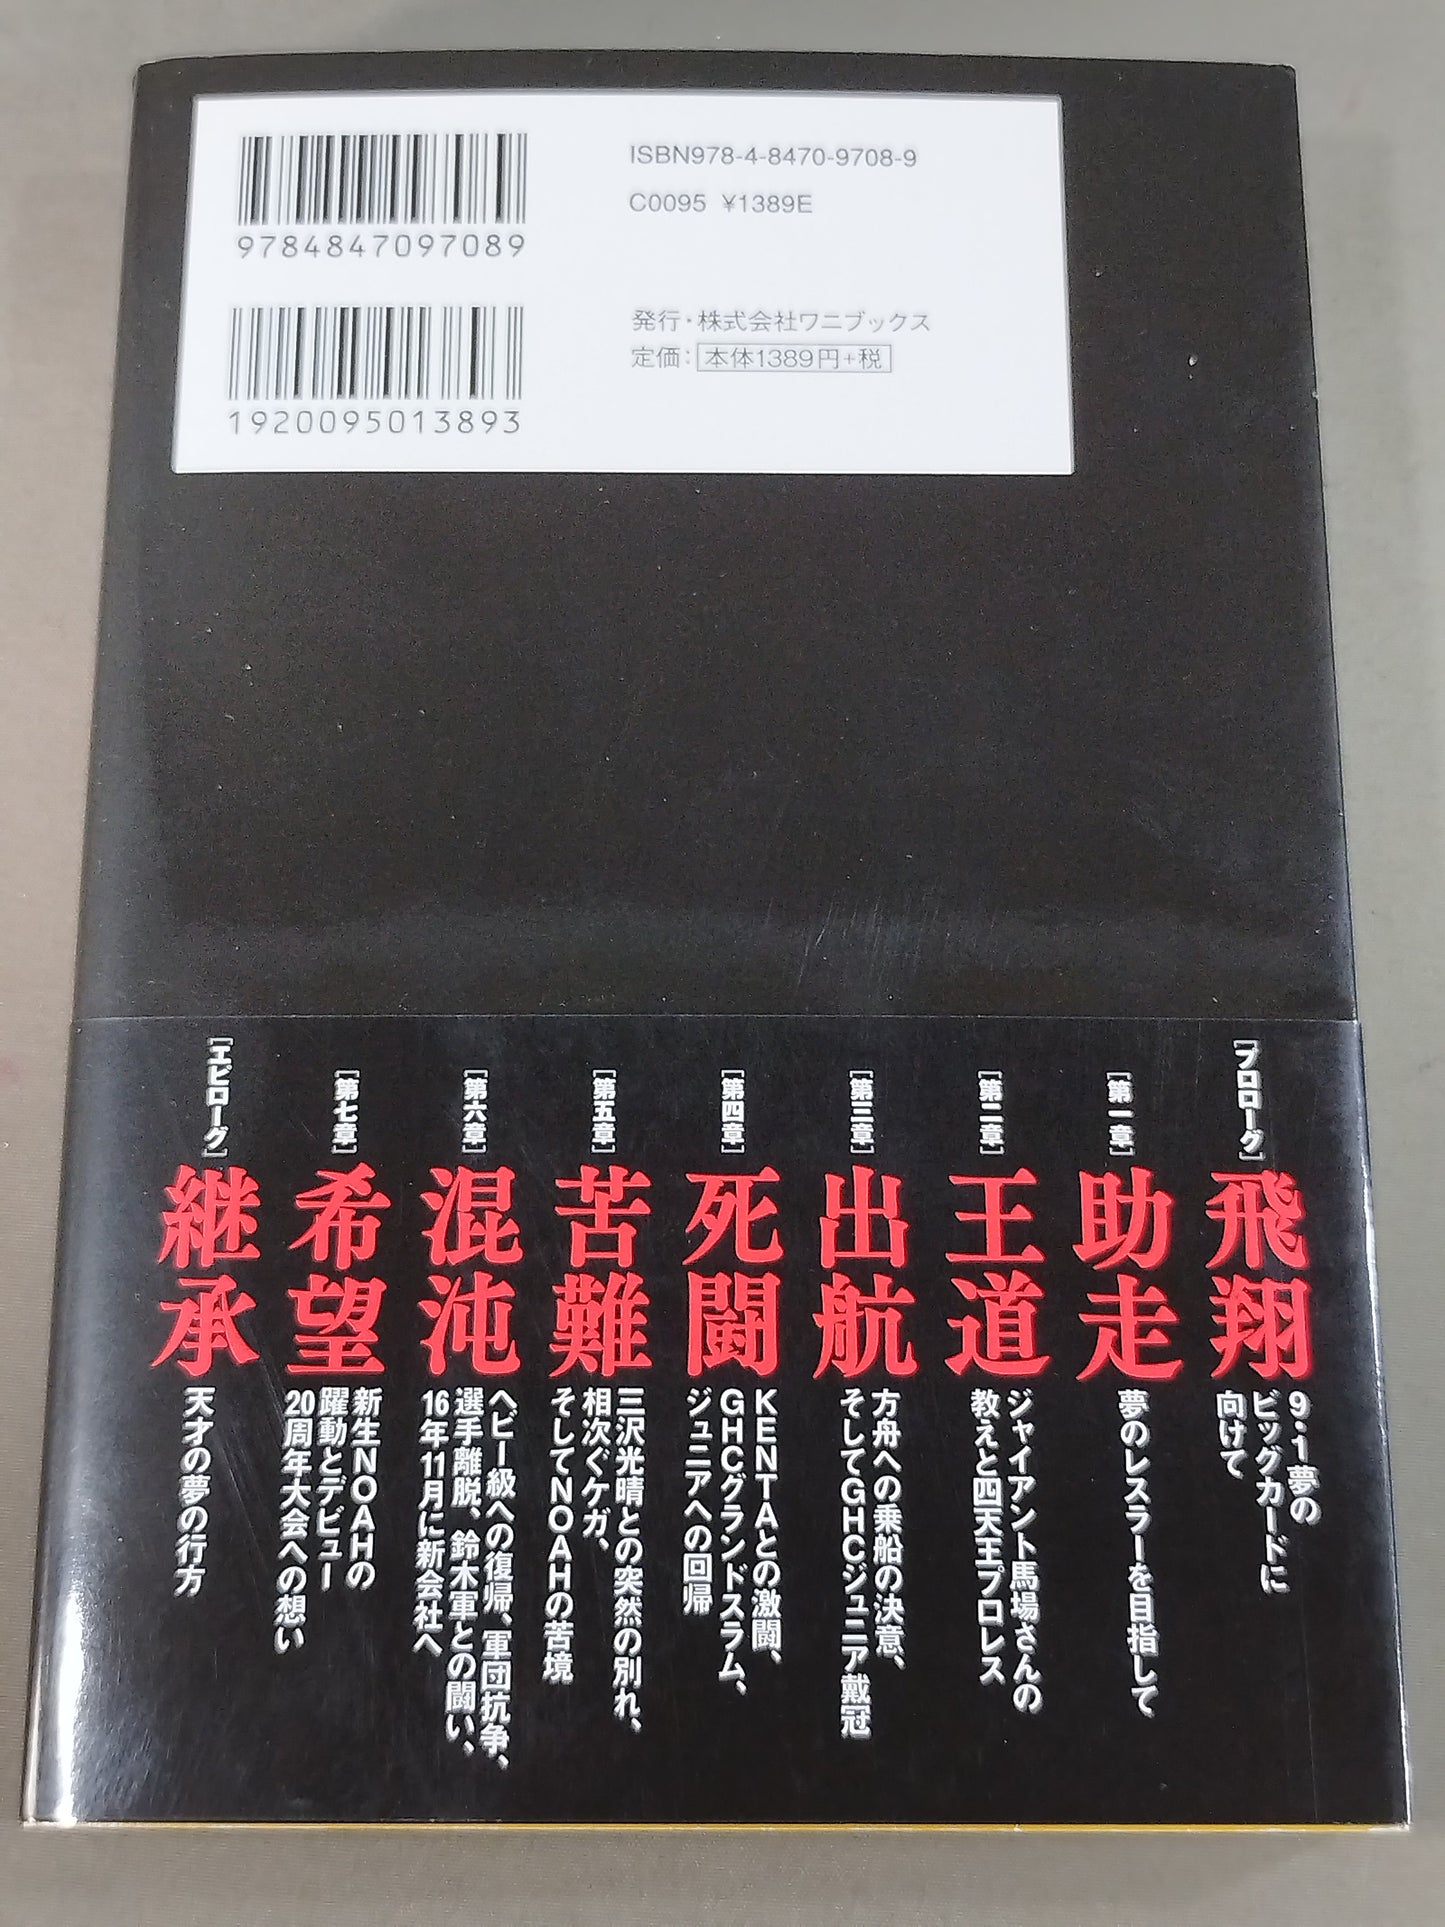 9784847097089
1920095013893
ISBN978-4-8470-9708-9
C0095 ¥1389E
発行・株式会社ワニブックス
定価：本体1389円+税
[プロローグ]
飛翔
9・1夢の
ビッグカードに
向けて
[第一章]
助走
夢のレスラーを目指して
[第二章]
王道
ジャイアント馬場さんの
教えと四天王プロレス
[第三章]
出航
方舟への乗船の決意、
そしてGHCジュニア戴冠
[第四章]
死闘
KENTAとの激闘、
GHCグランドスラム、
ジュニアへの回帰
[第五章]
苦難
三沢光晴との突然の別れ、
相次ぐケガ、
そしてNOAHの苦境
[第六章]
混沌
ヘビー級への復帰、軍団抗争、
選手離脱、鈴木軍との闘い、
16年11月に新会社へ
[第七章]
希望
新生NOAHの
躍動とデビュー
20周年大会への想い
[エピローグ]
継承
天才の夢の行方